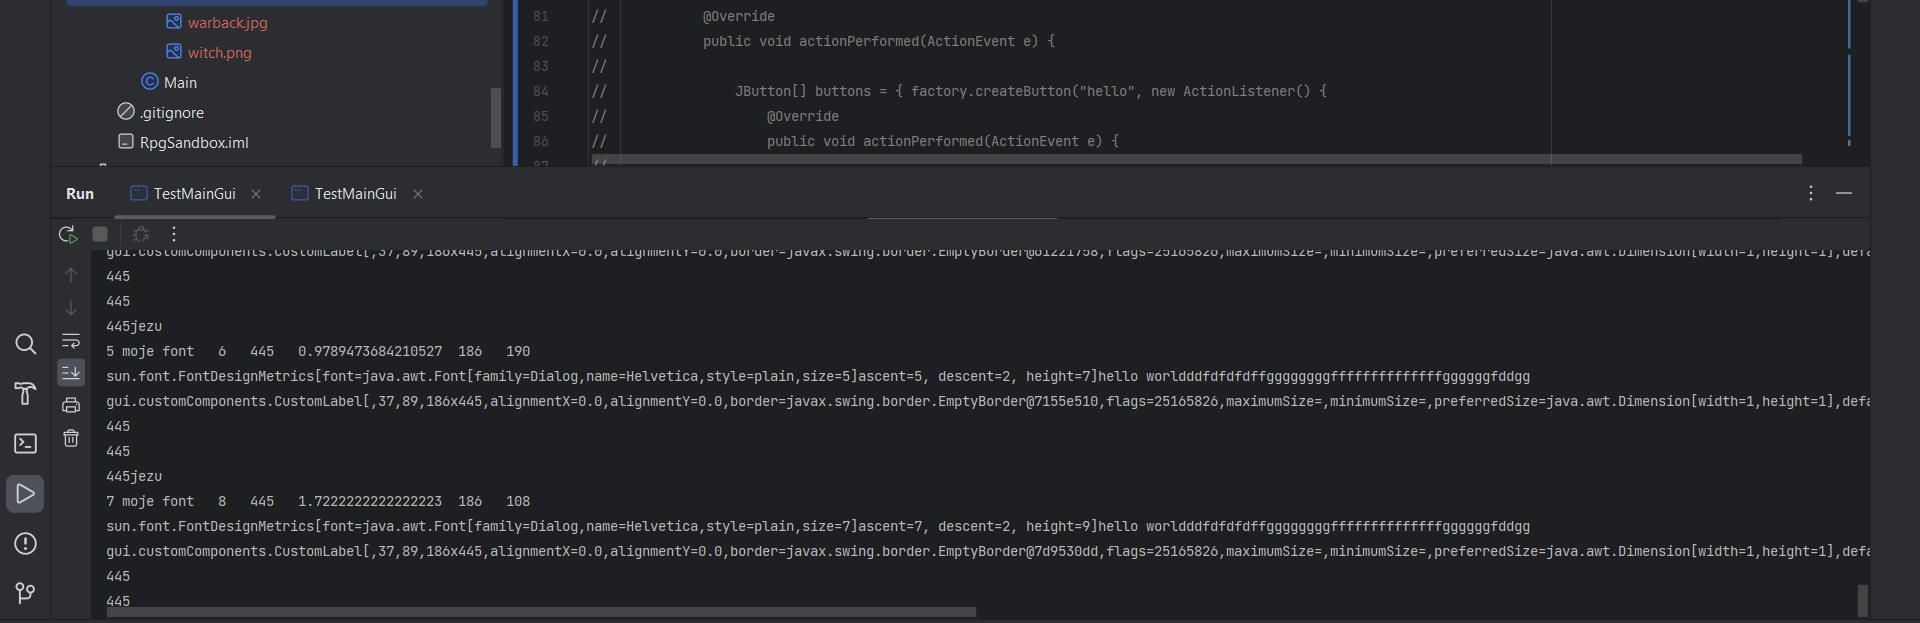 warback.jpg
witch.png
Main
.gitignore
RpgSandbox.iml
81 // @Override
82 // public void actionPerformed(ActionEvent e) {
83 //
84 // JButton[] buttons = { factory.createButton("hello", new ActionListener() {
85 // @Override
86 // public void actionPerformed(ActionEvent e) {
87 //
Run TestMainGui TestMainGui
gui.customComponents.CustomLabel[,37,89,186x445,alignmentX=0.0,alignmentY=0.0,border=javax.swing.border.EmptyBorder@61221758,flags=25165826,maximumSize=,minimumSize=,preferredSize=java.awt.Dimension[width=1,height=1],defa
445
445
445jezu
5 moje font 6 445 0.9789473684210527 186 190
sun.font.FontDesignMetrics[font=java.awt.Font[family=Dialog,name=Helvetica,style=plain,size=5]ascent=5, descent=2, height=7]hello worldddfdfdfdffggggggggffffffffffffffggggggfddgg
gui.customComponents.CustomLabel[,37,89,186x445,alignmentX=0.0,alignmentY=0.0,border=javax.swing.border.EmptyBorder@7155e510,flags=25165826,maximumSize=,minimumSize=,preferredSize=java.awt.Dimension[width=1,height=1],defa
445
445
445jezu
7 moje font 8 445 1.7222222222222223 186 108
sun.font.FontDesignMetrics[font=java.awt.Font[family=Dialog,name=Helvetica,style=plain,size=7]ascent=7, descent=2, height=9]hello worldddfdfdfdffggggggggffffffffffffffggggggfddgg
gui.customComponents.CustomLabel[,37,89,186x445,alignmentX=0.0,alignmentY=0.0,border=javax.swing.border.EmptyBorder@7d9530dd,flags=25165826,maximumSize=,minimumSize=,preferredSize=java.awt.Dimension[width=1,height=1],defa
445
445